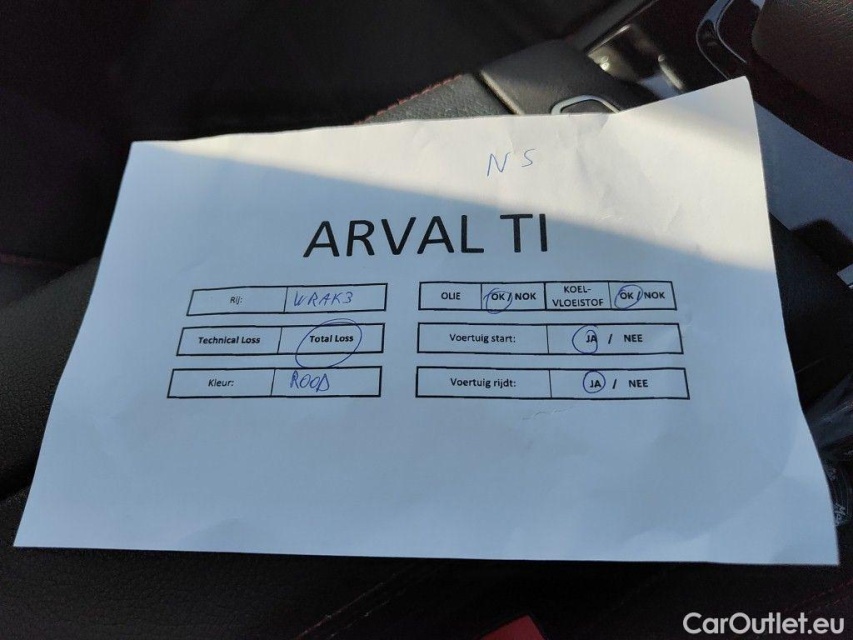 N S
ARVAL TI
Rij: WRAK3
OLIE OK / NOK KOEL-VLOEISTOF OK / NOK
Technical Loss Total Loss
Voertuig start: JA / NEE
Kleur: ROOD
Voertuig rijdt: JA / NEE
CarOutlet.eu